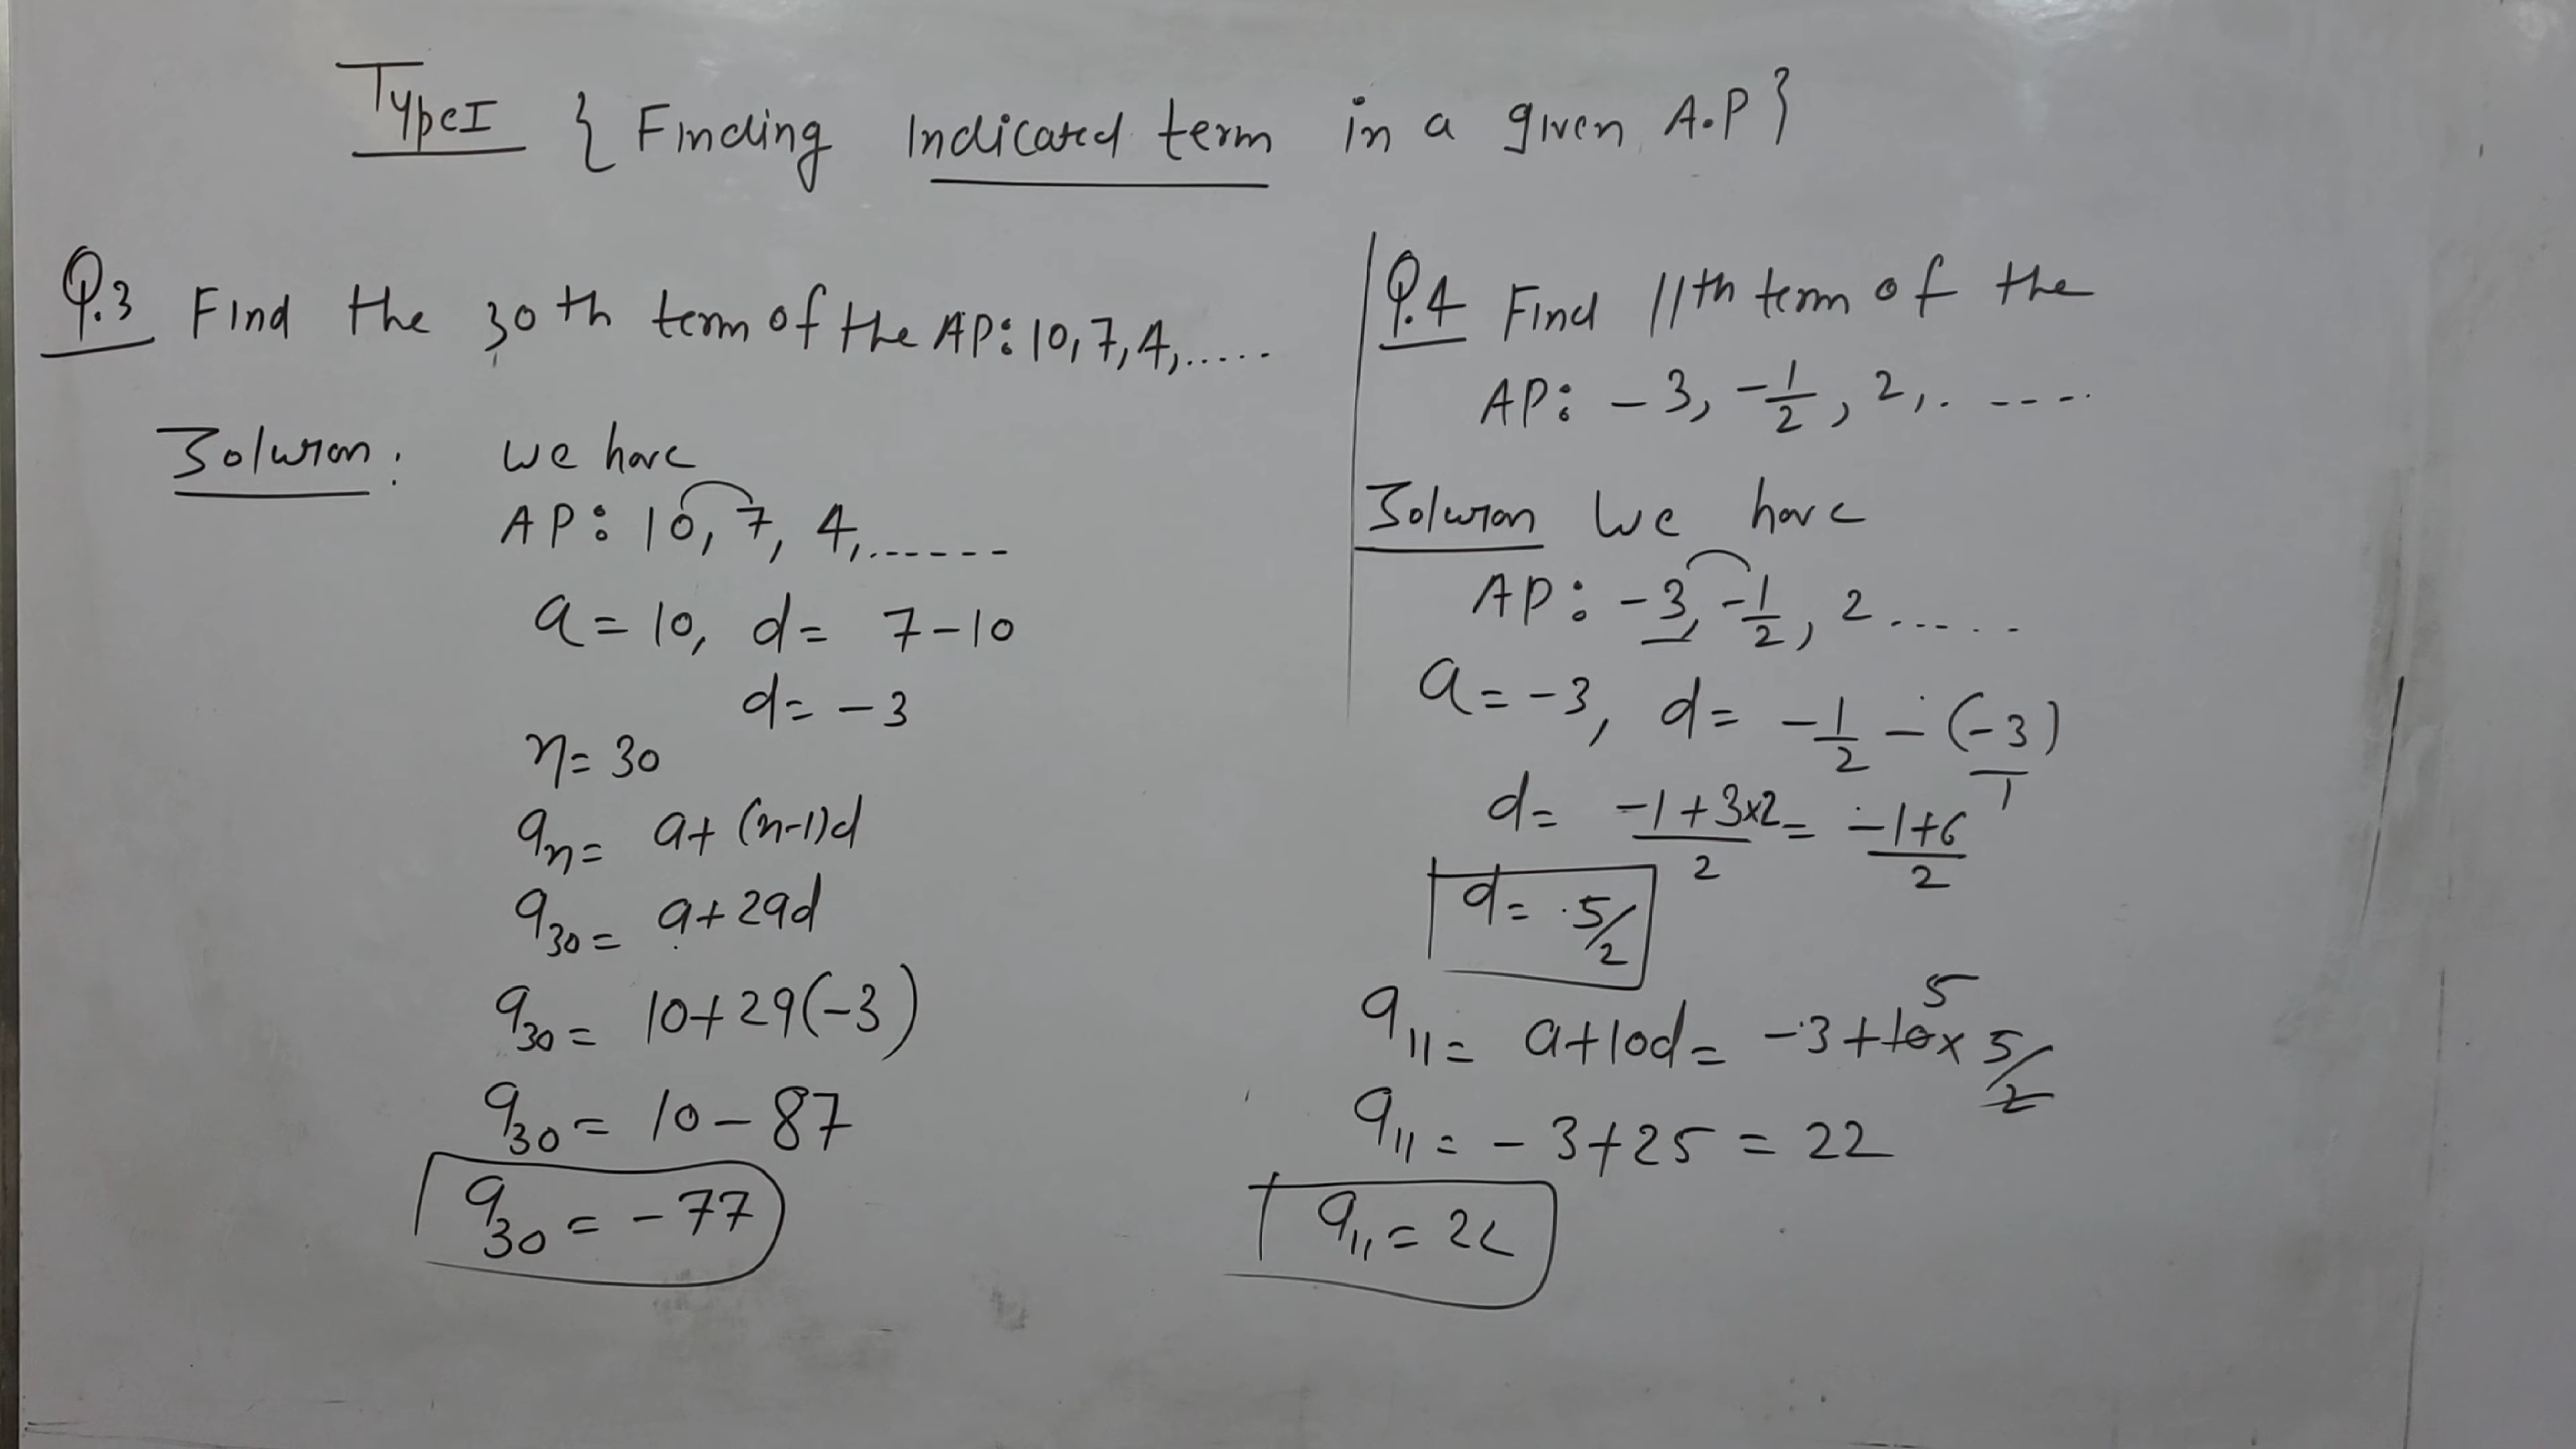 Type I { Finding Indicated term in a given A.P }
Q.3 Find the 30th term of the AP: 10, 7, 4, .....
Solution: We have
AP: 10, 7, 4, ......
a = 10, d = 7-10
d = -3
n = 30
an = a + (n-1)d
a30 = a + 29d
a30 = 10 + 29(-3)
a30 = 10 - 87
a30 = -77
Q.4 Find 11th term of the
AP: -3, -1/2, 2, . ----.
Solution We have
AP: -3, -1/2, 2 .....
a = -3, d = -1/2 - (-3)/1
d = (-1+3×2)/2 = (-1+6)/2
d = 5/2
5
a11 = a+10d = -3 + 10 × 5/2
a11 = -3 + 25 = 22
a11 = 22